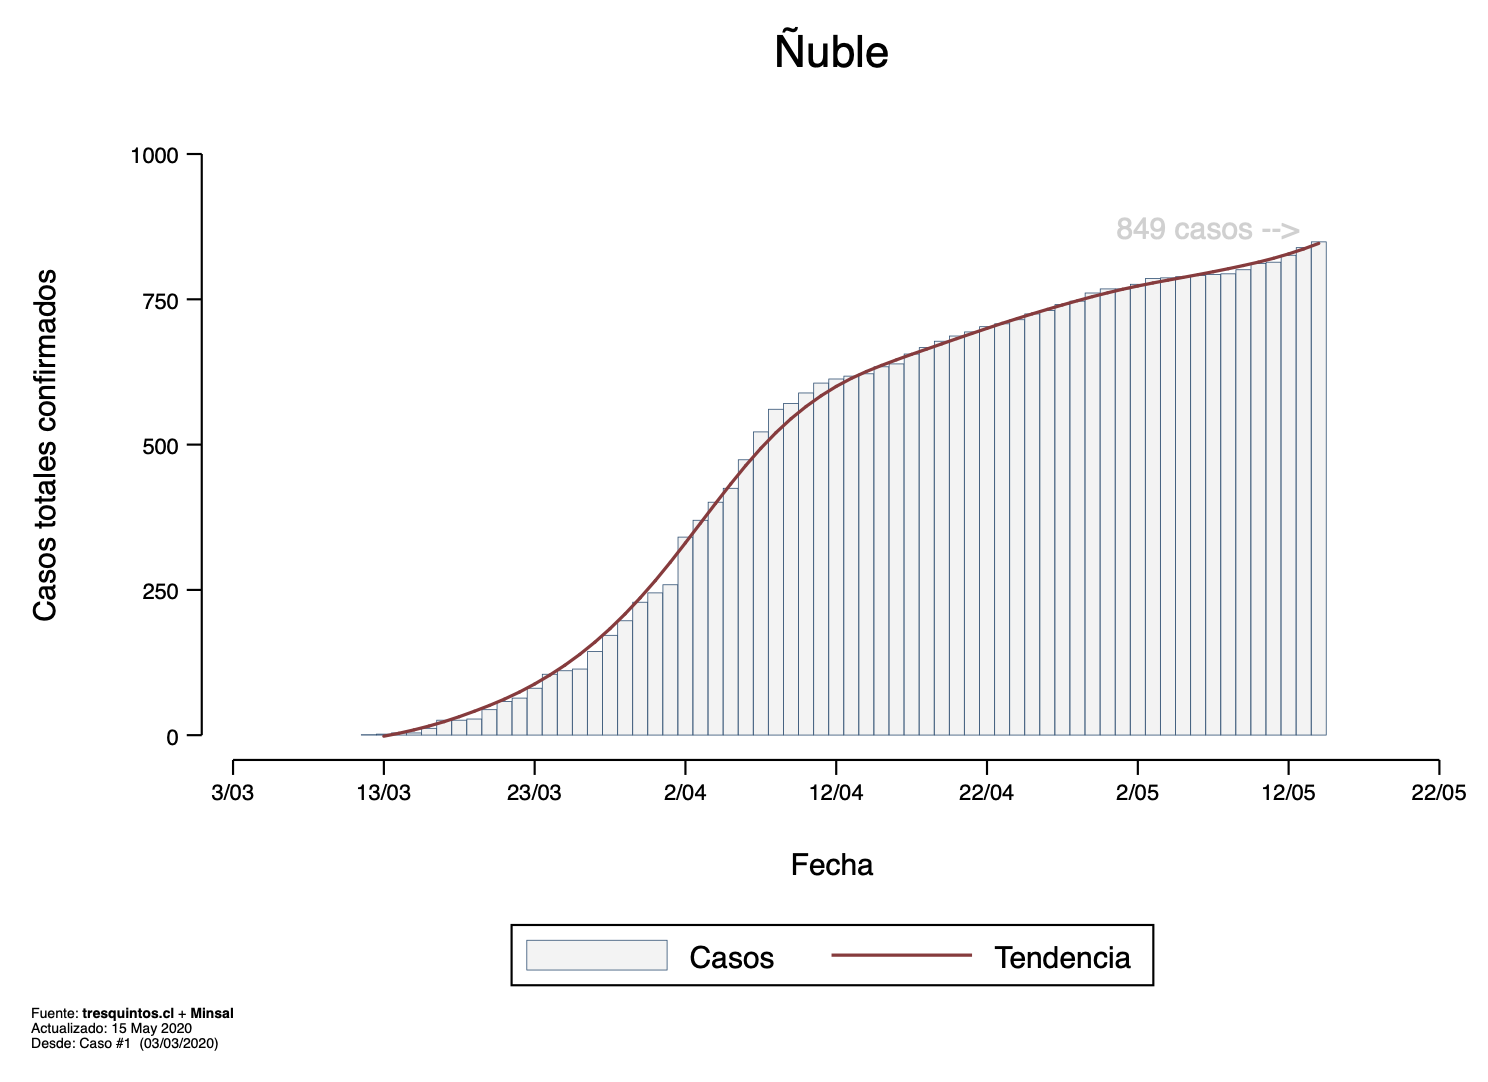 Ñuble
1000
750
500
250
0
Casos totales confirmados
849 casos -->
3/03 13/03 23/03 2/04 12/04 22/04 2/05 12/05 22/05
Fecha
Casos Tendencia
Fuente: tresquintos.cl + Minsal
Actualizado: 15 May 2020
Desde: Caso #1 (03/03/2020)